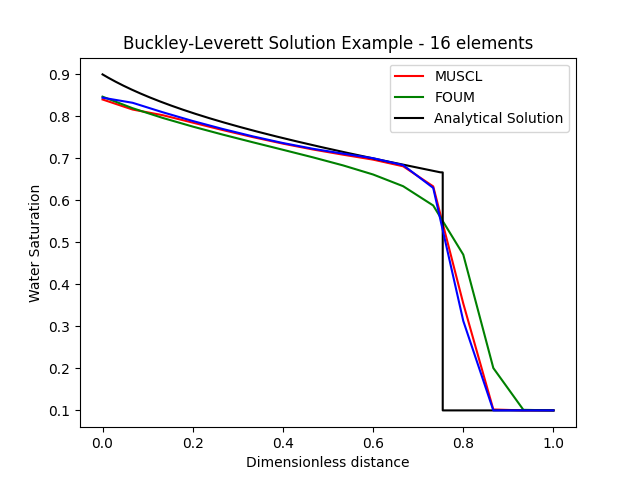 Buckley-Leverett Solution Example - 16 elements
MUSCL
FOUM
Analytical Solution
Water Saturation
0.9
0.8
0.7
0.6
0.5
0.4
0.3
0.2
0.1
0.0 0.2 0.4 0.6 0.8 1.0
Dimensionless distance